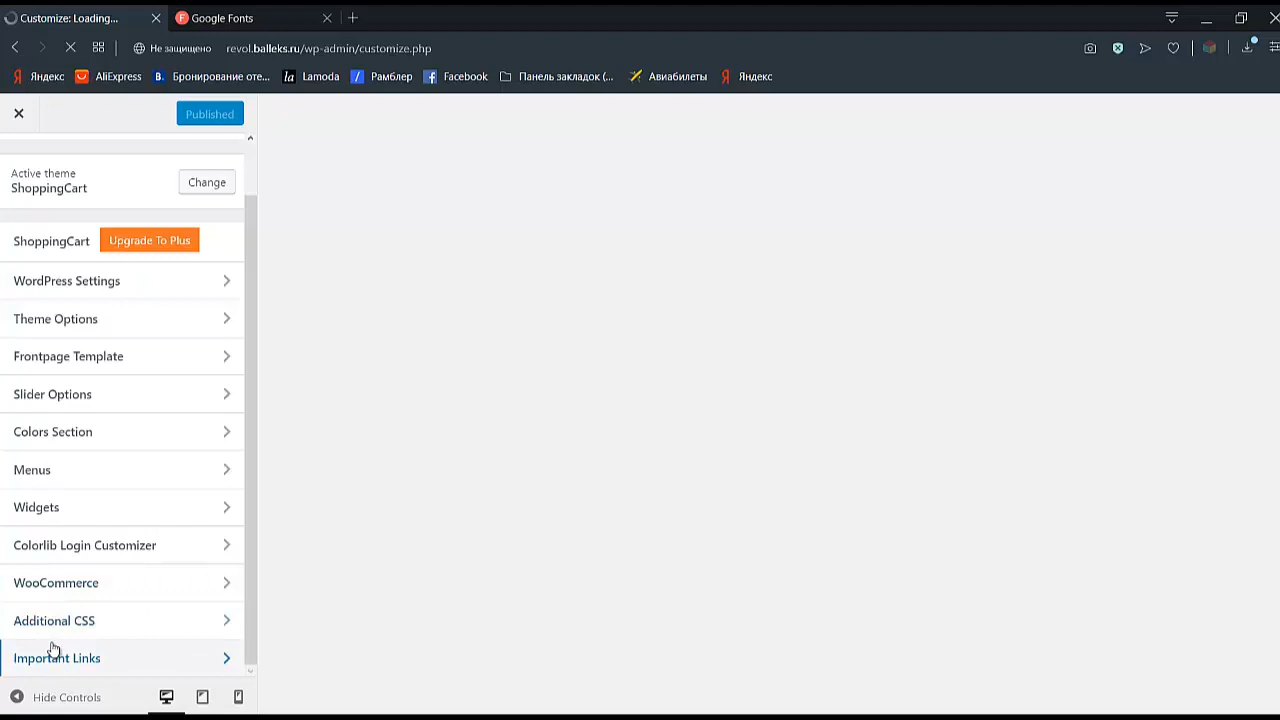 Customize: Loading...
Google Fonts
Не защищено
revol.balleks.ru/wp-admin/customize.php
Яндекс
AliExpress
Бронирование оте...
Lamoda
Рамблер
Facebook
Панель закладок (...
Авиабилеты
Яндекс
Published
Active theme
ShoppingCart
Change
ShoppingCart
Upgrade To Plus
WordPress Settings
Theme Options
Frontpage Template
Slider Options
Colors Section
Menus
Widgets
Colorlib Login Customizer
WooCommerce
Additional CSS
Important Links
Hide Controls